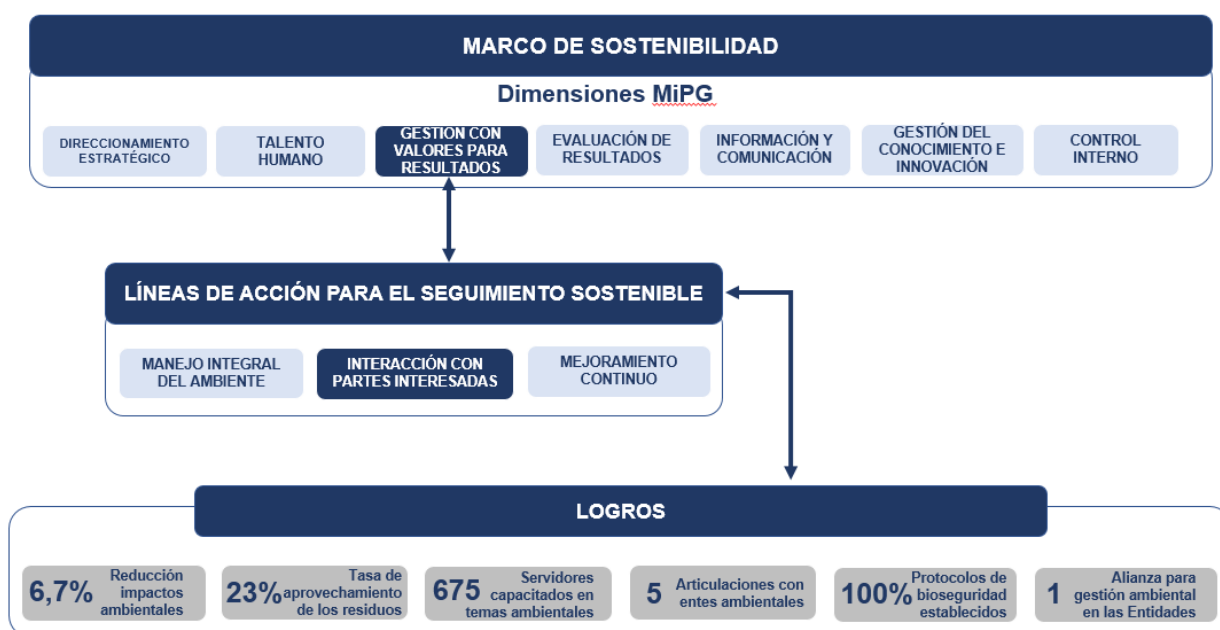 MARCO DE SOSTENIBILIDAD
Dimensiones MiPG
DIRECCIONAMIENTO
ESTRATÉGICO
TALENTO
HUMANO
GESTIÓN CON
VALORES PARA
RESULTADOS
EVALUACIÓN DE
RESULTADOS
INFORMACIÓN Y
COMUNICACIÓN
GESTIÓN DEL
CONOCIMIENTO E
INNOVACIÓN
CONTROL
INTERNO
LÍNEAS DE ACCIÓN PARA EL SEGUIMIENTO SOSTENIBLE
MANEJO INTEGRAL
DEL AMBIENTE
INTERACCIÓN CON
PARTES INTERESADAS
MEJORAMIENTO
CONTINUO
LOGROS
6,7%
Reducción
impactos
ambientales
23%
Tasa de
aprovechamiento
de los residuos
675
Servidores
capacitados en
temas ambientales
5
Articulaciones con
entes ambientales
100%
Protocolos de
bioseguridad
establecidos
1
Alianza para
gestión ambiental
en las Entidades